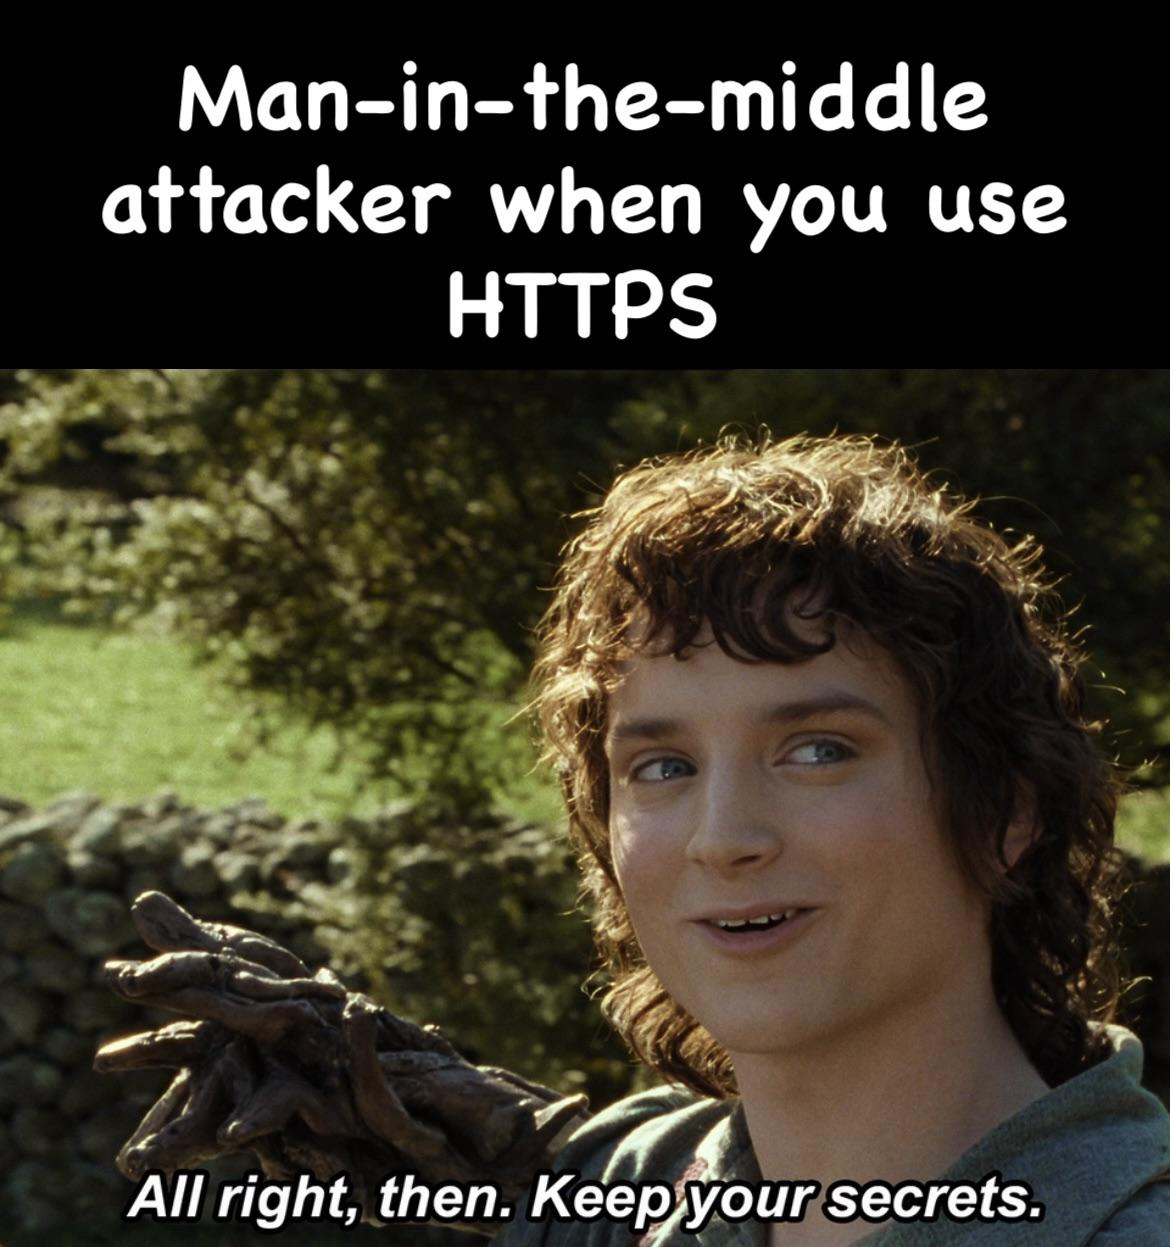 Man-in-the-middle
attacker when you use
HTTPS
All right, then. Keep your secrets.